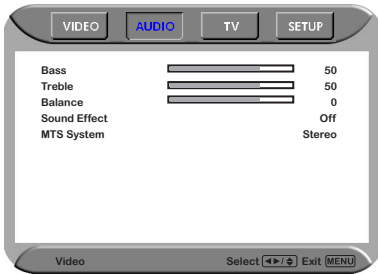 VIDEO AUDIO TV SETUP
Bass 50
Treble 50
Balance 0
Sound Effect Off
MTS System Stereo
Video Select ◄►/◆ Exit MENU